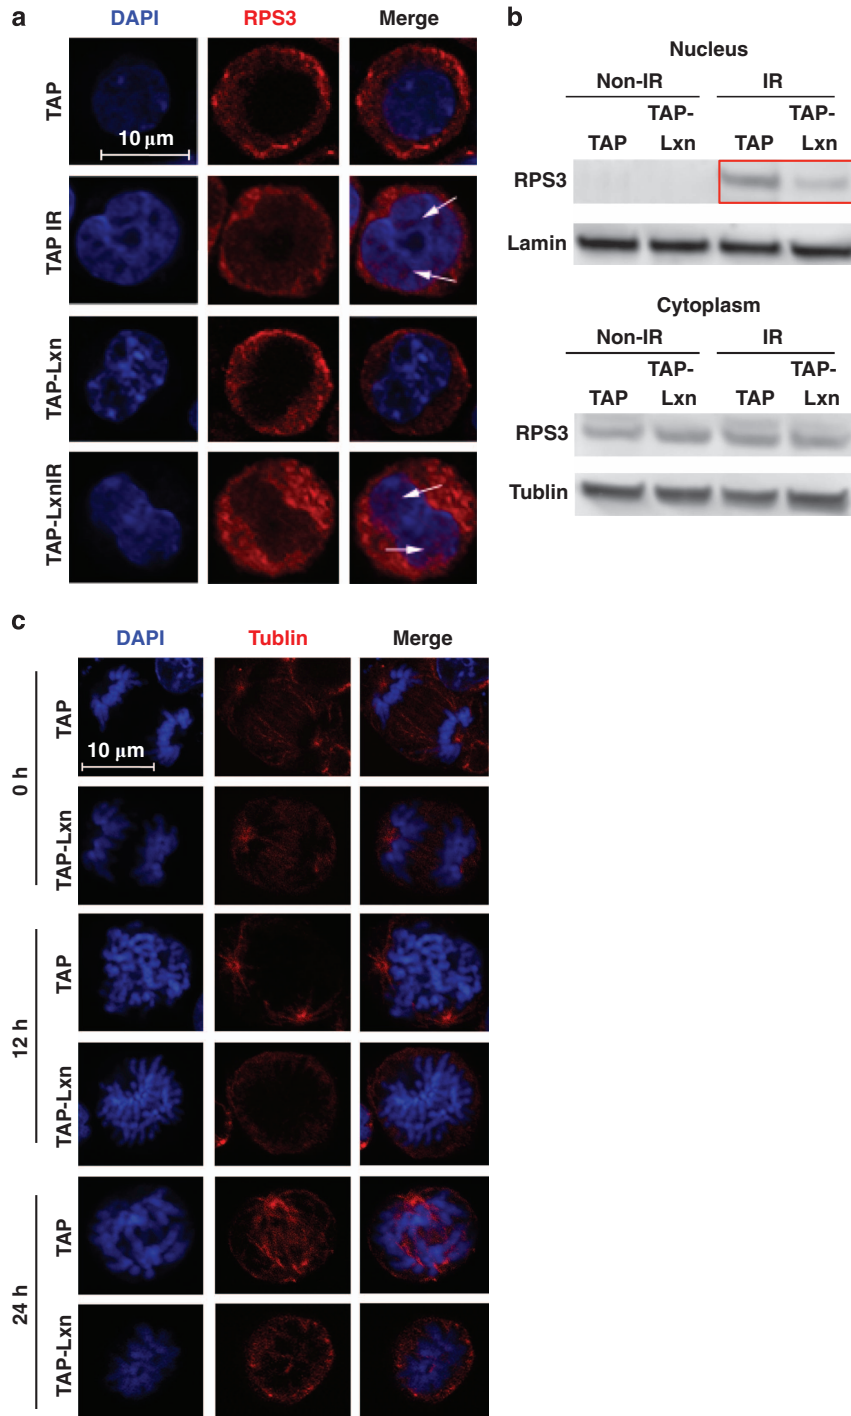 a
DAPI RPS3 Merge
TAP
10 μm
TAP IR
TAP-Lxn
TAP-LxnIR
b
Nucleus
Non-IR IR
TAP TAP-Lxn TAP TAP-Lxn
RPS3
Lamin
Cytoplasm
Non-IR IR
TAP TAP-Lxn TAP TAP-Lxn
RPS3
Tublin
c
DAPI Tublin Merge
0 h
TAP
10 μm
TAP-Lxn
12 h
TAP
TAP-Lxn
24 h
TAP
TAP-Lxn